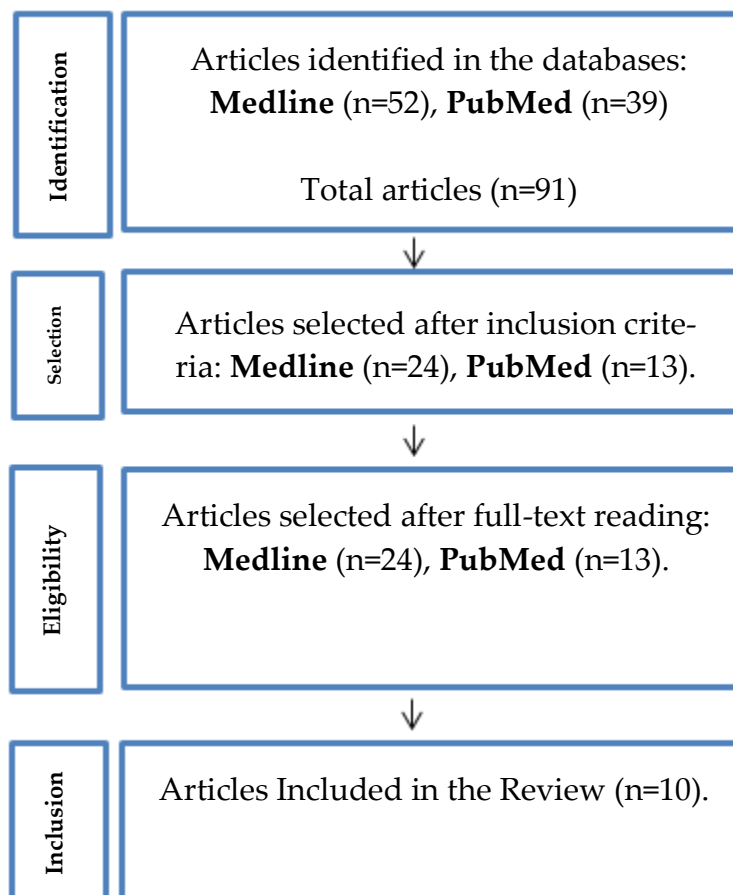 Identification
Articles identified in the databases:
Medline (n=52), PubMed (n=39)
Total articles (n=91)
Selection
Articles selected after inclusion crite-
ria: Medline (n=24), PubMed (n=13).
Eligibility
Articles selected after full-text reading:
Medline (n=24), PubMed (n=13).
Inclusion
Articles Included in the Review (n=10).